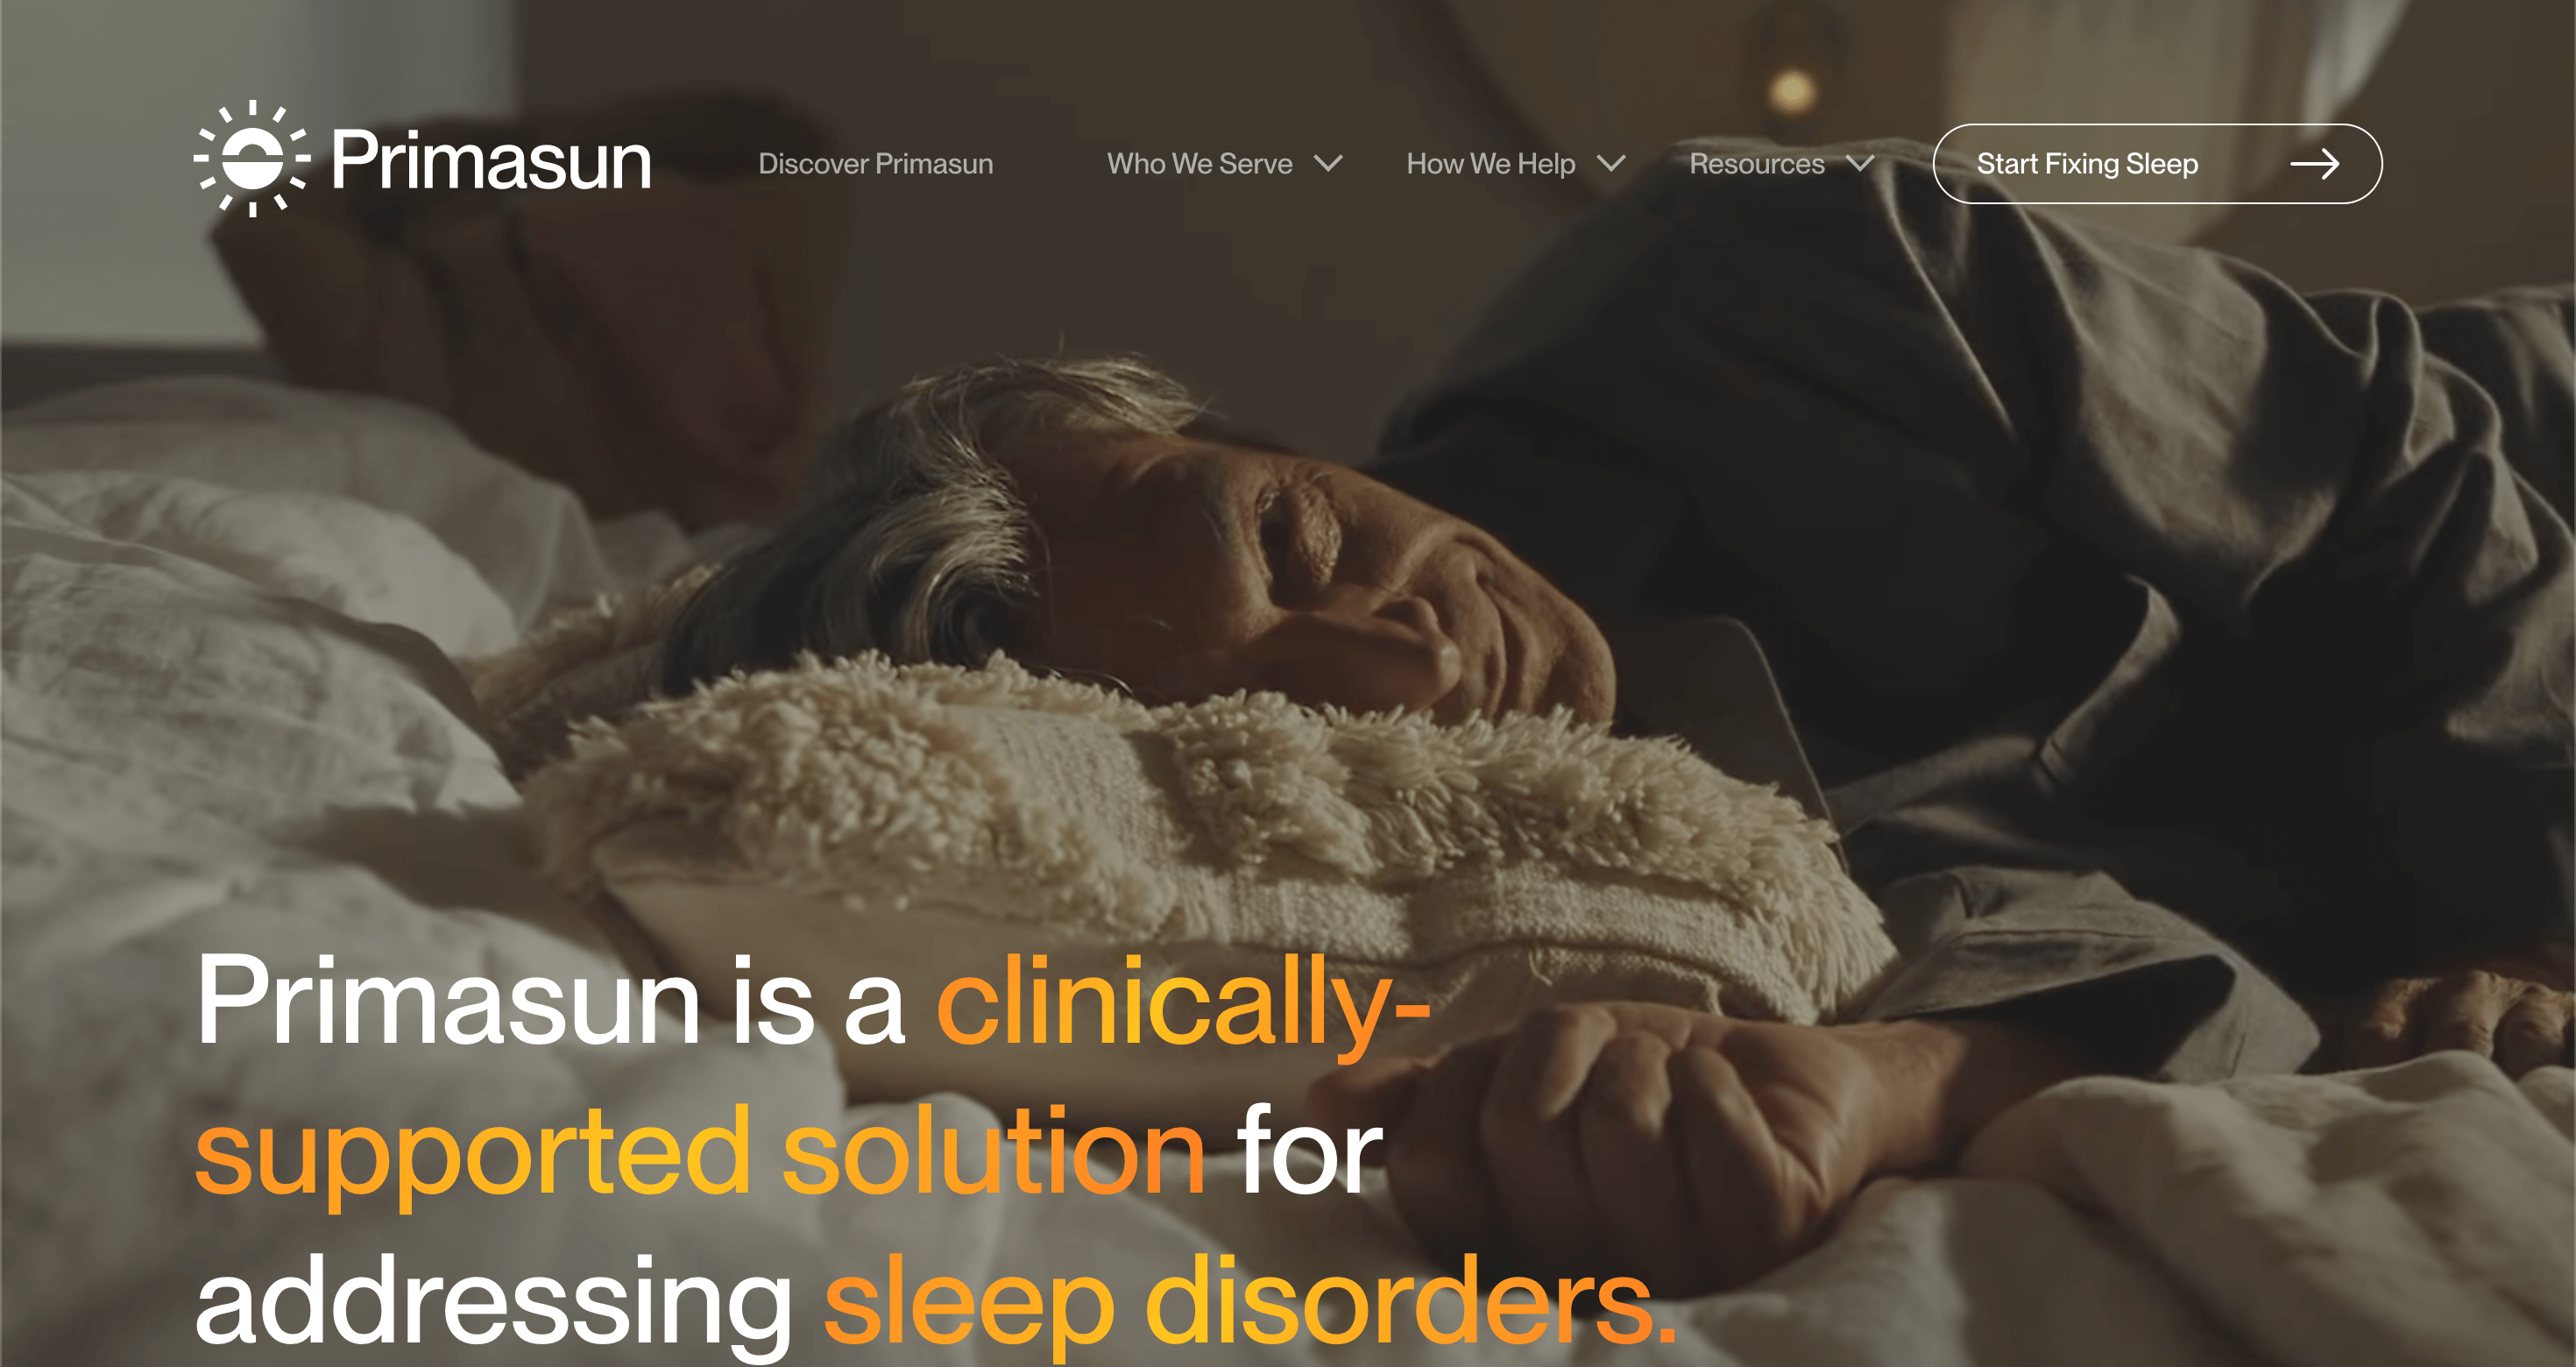 Primasun
Discover Primasun
Who We Serve
How We Help
Resources
Start Fixing Sleep
Primasun is a clinically-
supported solution for
addressing sleep disorders.